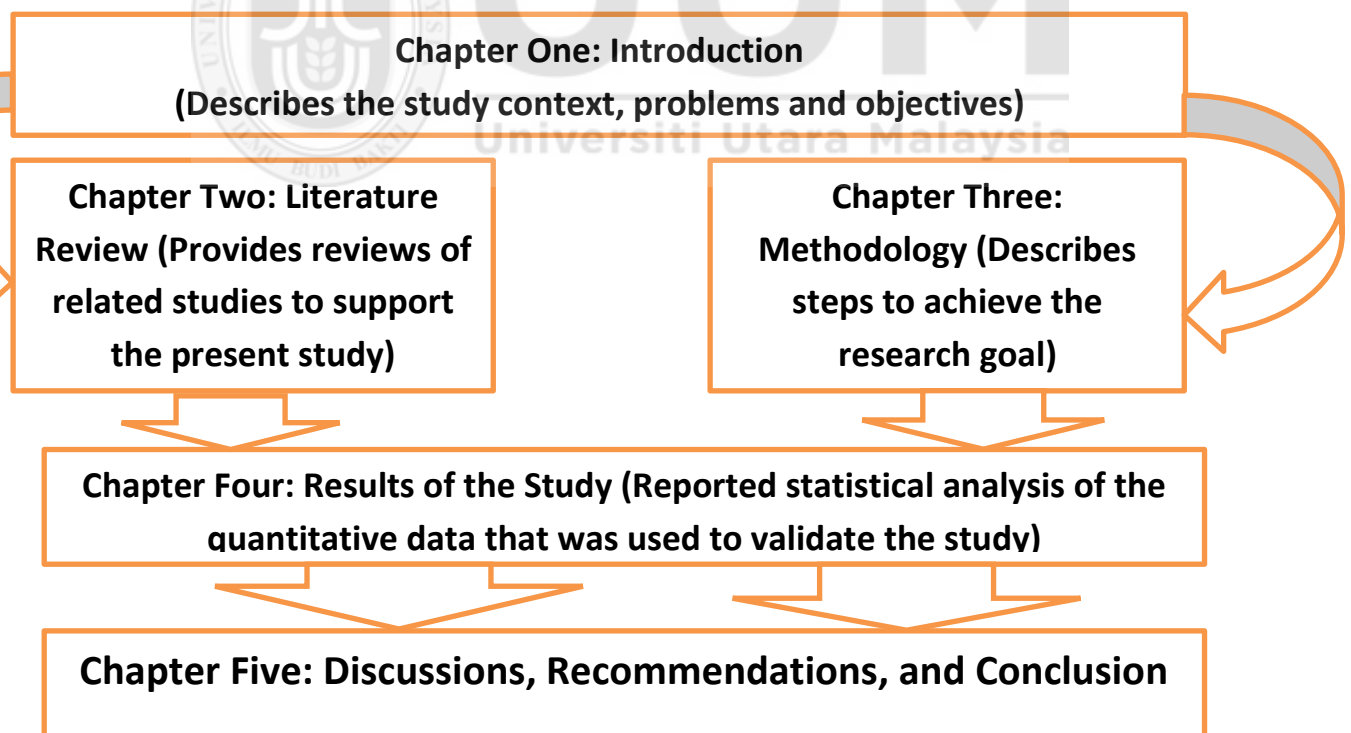 Chapter One: Introduction
(Describes the study context, problems and objectives)
Universiti Utara Malaysia
ILMU BUDI BAKTI
Chapter Two: Literature
Review (Provides reviews of
related studies to support
the present study)
Chapter Three:
Methodology (Describes
steps to achieve the
research goal)
Chapter Four: Results of the Study (Reported statistical analysis of the
quantitative data that was used to validate the study)
Chapter Five: Discussions, Recommendations, and Conclusion